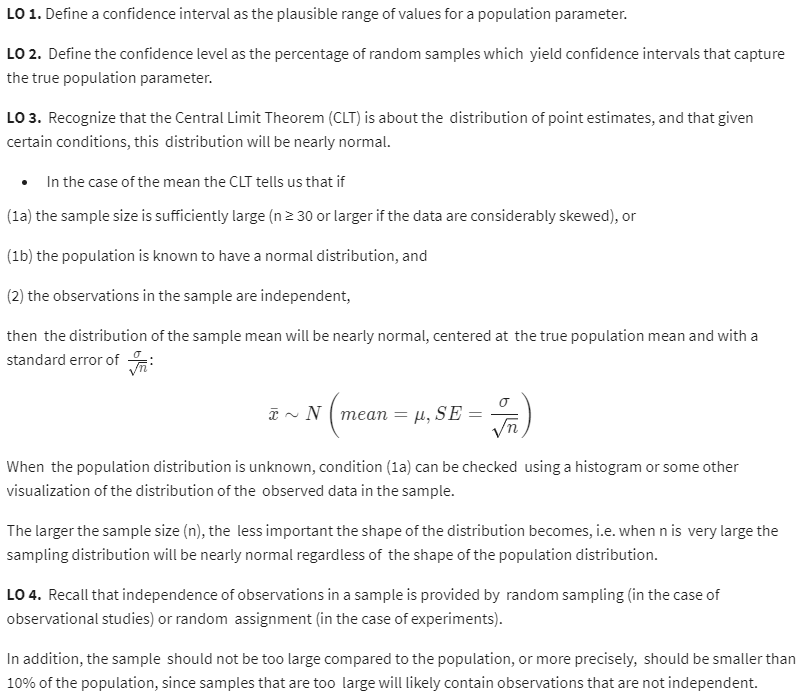 LO 1. Define a confidence interval as the plausible range of values for a population parameter.
LO 2. Define the confidence level as the percentage of random samples which yield confidence intervals that capture
the true population parameter.
LO 3. Recognize that the Central Limit Theorem (CLT) is about the distribution of point estimates, and that given
certain conditions, this distribution will be nearly normal.
• In the case of the mean the CLT tells us that if
(1a) the sample size is sufficiently large (n ≥ 30 or larger if the data are considerably skewed), or
(1b) the population is known to have a normal distribution, and
(2) the observations in the sample are independent,
then the distribution of the sample mean will be nearly normal, centered at the true population mean and with a
standard error of σ/√n:
x̄ ~ N (mean = μ, SE = σ/√n)
When the population distribution is unknown, condition (1a) can be checked using a histogram or some other
visualization of the distribution of the observed data in the sample.
The larger the sample size (n), the less important the shape of the distribution becomes, i.e. when n is very large the
sampling distribution will be nearly normal regardless of the shape of the population distribution.
LO 4. Recall that independence of observations in a sample is provided by random sampling (in the case of
observational studies) or random assignment (in the case of experiments).
In addition, the sample should not be too large compared to the population, or more precisely, should be smaller than
10% of the population, since samples that are too large will likely contain observations that are not independent.